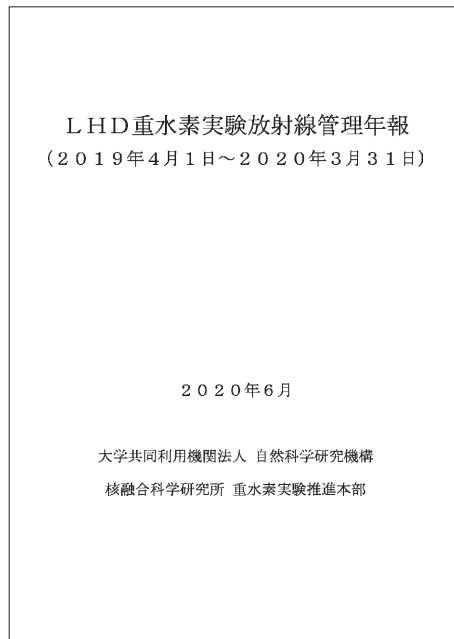 ＬＨＤ重水素実験放射線管理年報
（２０１９年４月１日～２０２０年３月３１日）
２０２０年６月
大学共同利用機関法人 自然科学研究機構
核融合科学研究所 重水素実験推進本部